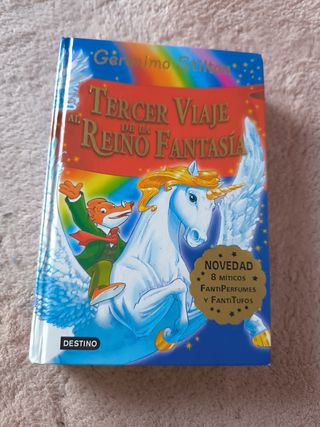 Geronimo Stilton
TERCER VIAJE
AL REINO DE LA FANTASÍA
NOVEDAD
8 MÍTICOS
FANTIPERFUMES
Y FANTITUFOS
DESTINO